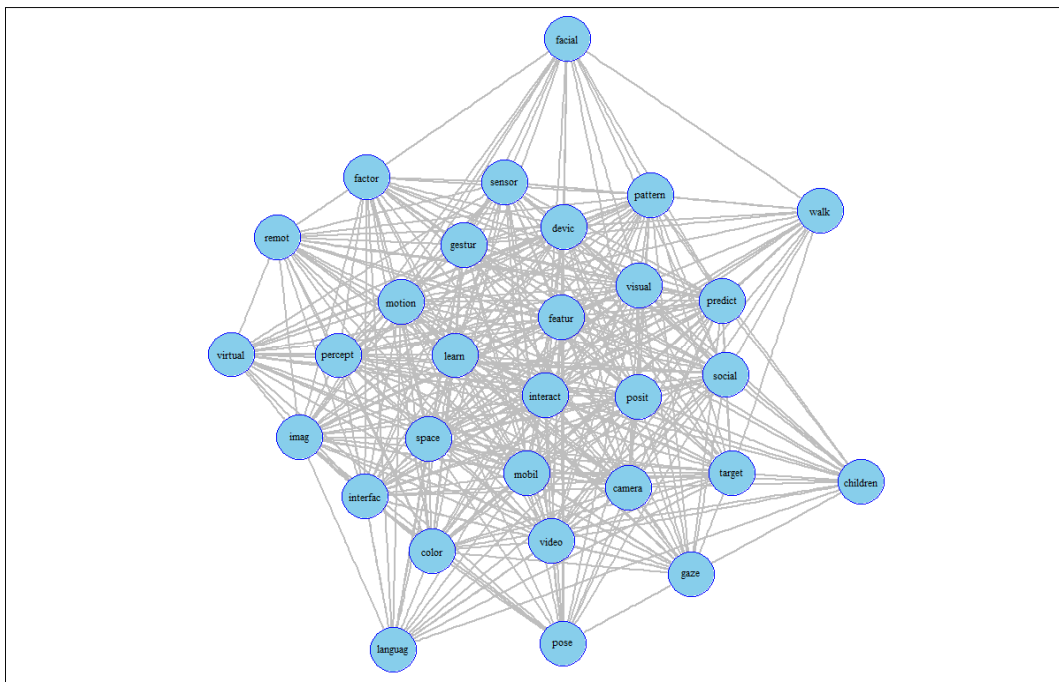 facial
factor
sensor
pattern
walk
remot
gestur
devic
motion
visual
predict
featur
virtual
percept
learn
social
interact
posit
imag
space
mobil
camera
target
children
interfac
color
video
gaze
languag
pose